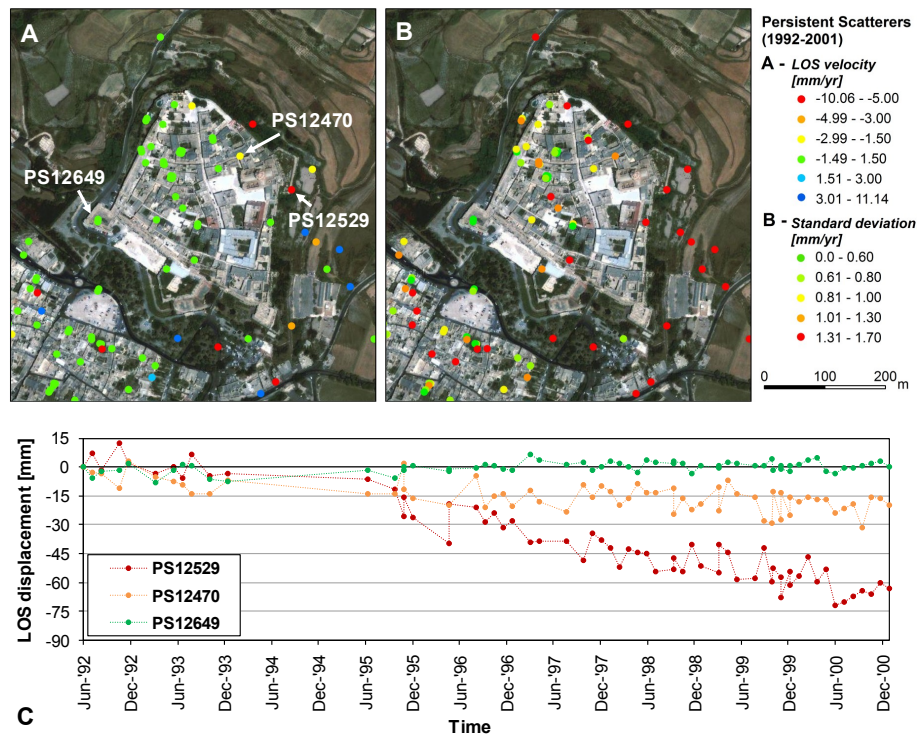 A
B
PS12470
PS12649
PS12529
Persistent Scatterers
(1992-2001)
A - LOS velocity
[mm/yr]
-10.06 - -5.00
-4.99 - -3.00
-2.99 - -1.50
-1.49 - 1.50
1.51 - 3.00
3.01 - 11.14
B - Standard deviation
[mm/yr]
0.0 - 0.60
0.61 - 0.80
0.81 - 1.00
1.01 - 1.30
1.31 - 1.70
0 100 200
m
LOS displacement [mm]
15
0
-15
-30
-45
-60
-75
-90
PS12529
PS12470
PS12649
Jun-'92
Dec-'92
Jun-'93
Dec-'93
Jun-'94
Dec-'94
Jun-'95
Dec-'95
Jun-'96
Dec-'96
Jun-'97
Dec-'97
Jun-'98
Dec-'98
Jun-'99
Dec-'99
Jun-'00
Dec-'00
C
Time